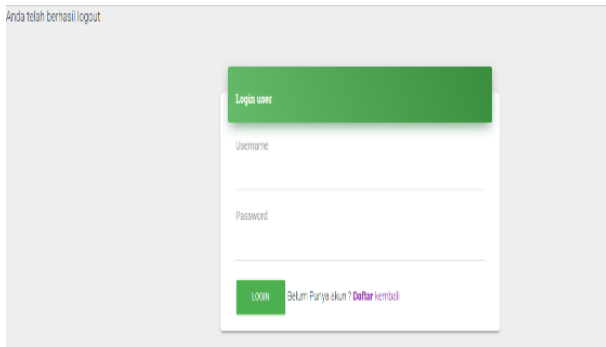 Anda telah berhasil logout
Login user
Username
Password
LOGIN Belum Punya akun ? Daftar kembali